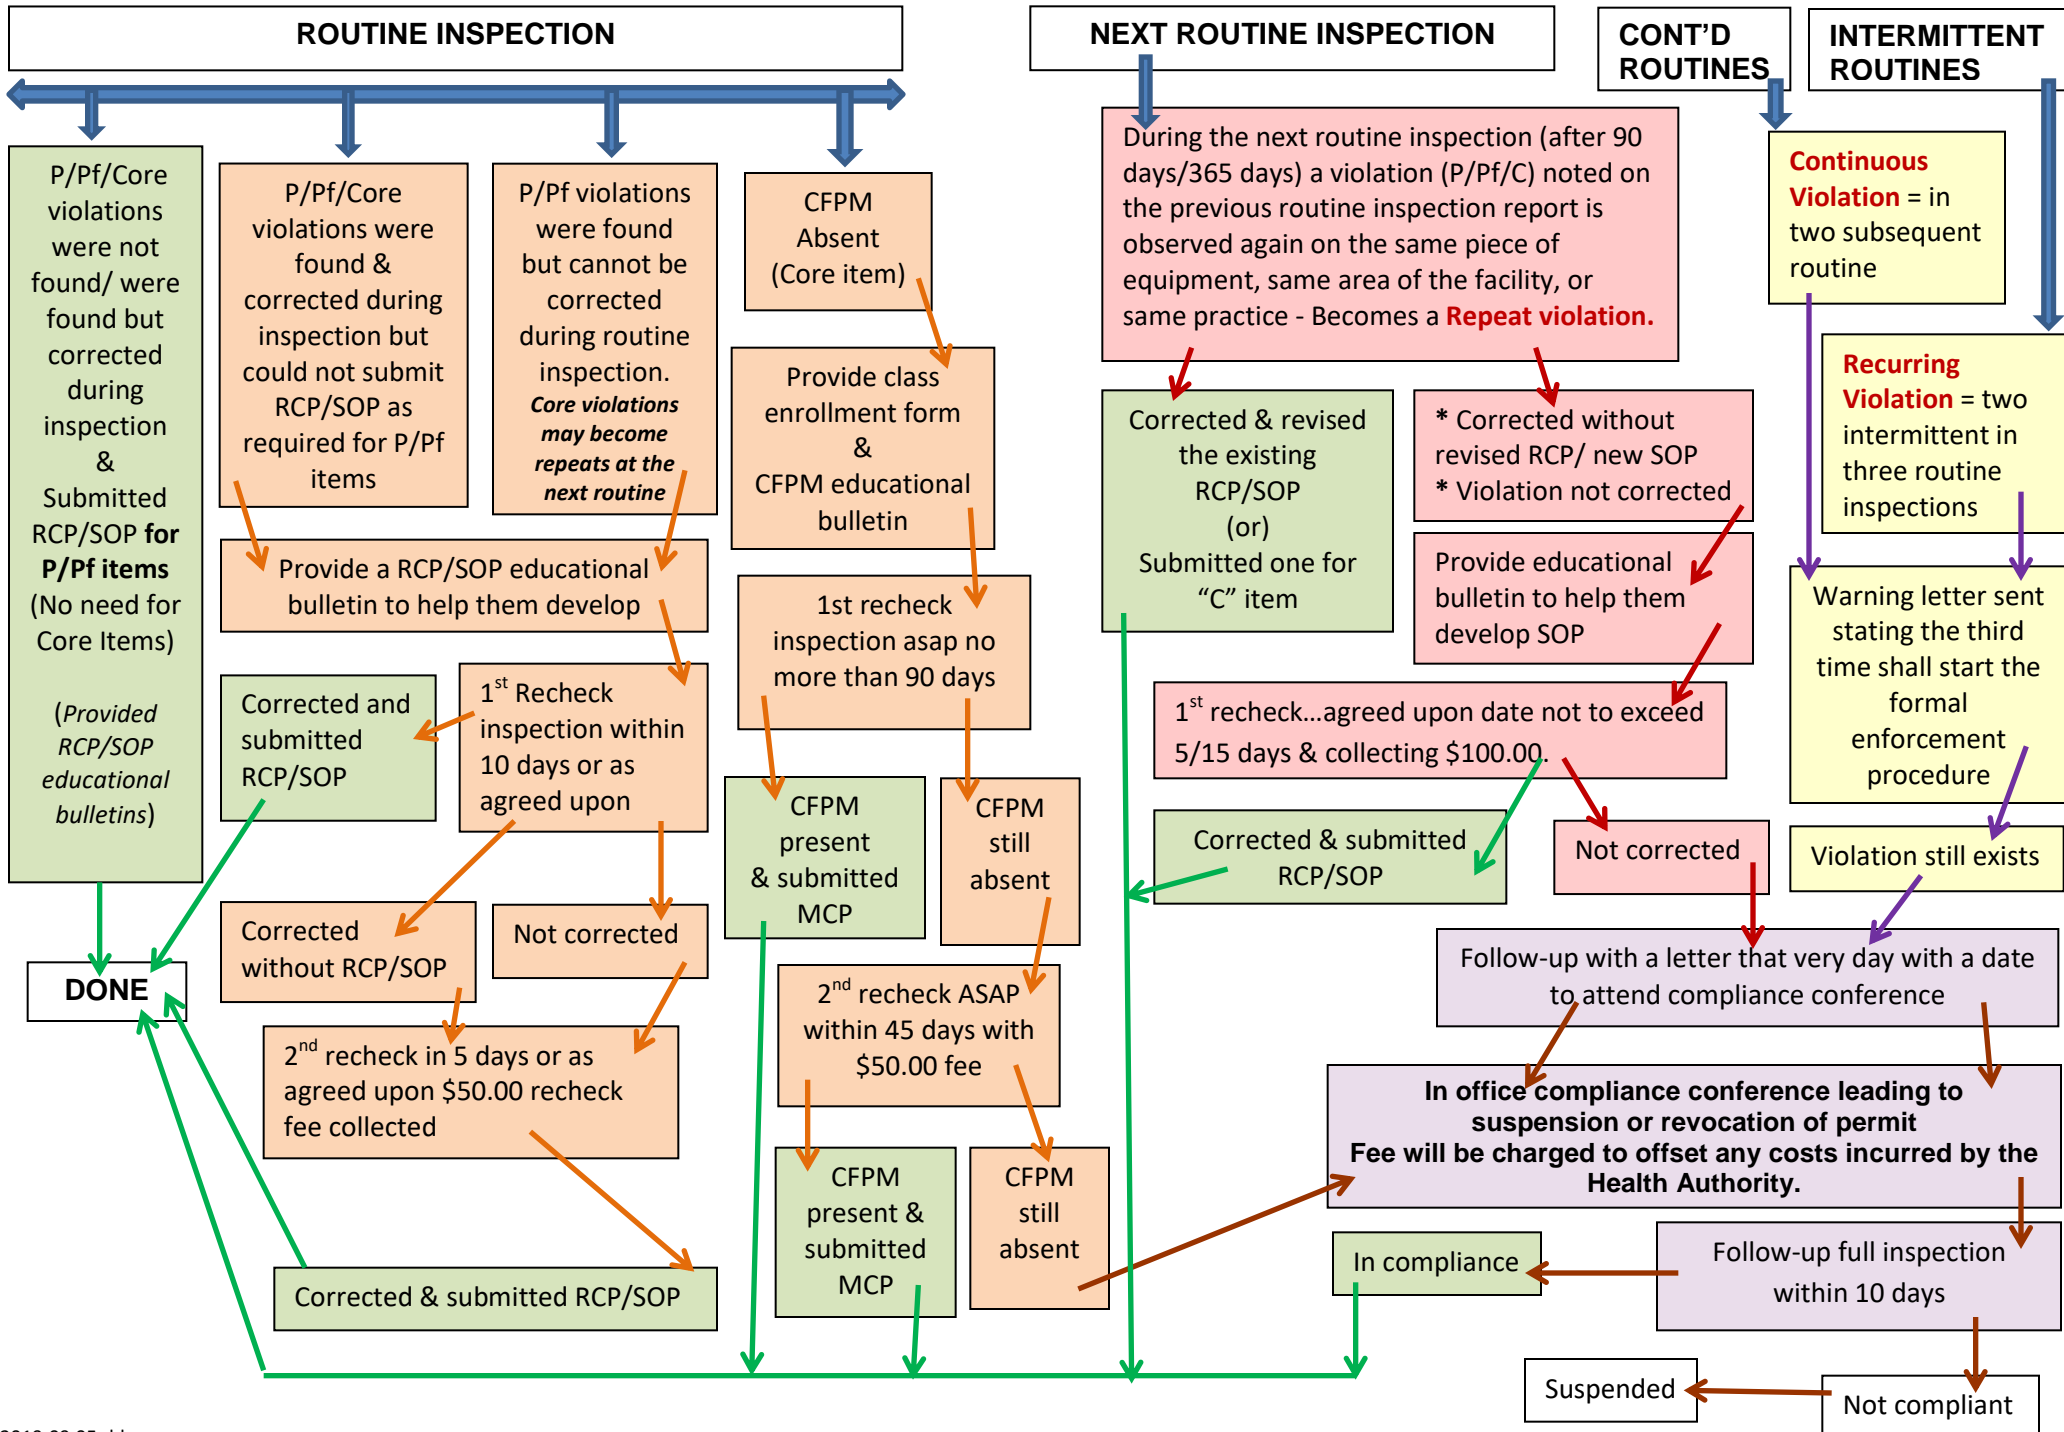 ROUTINE INSPECTION
NEXT ROUTINE INSPECTION
CONT’D
ROUTINES
INTERMITTENT
ROUTINES
P/Pf/Core
violations
were not
found/ were
found but
corrected
during
inspection
&
Submitted
RCP/SOP for
P/Pf items
(No need for
Core Items)
(Provided
RCP/SOP
educational
bulletins)
P/Pf/Core
violations were
found &
corrected during
inspection but
could not submit
RCP/SOP as
required for P/Pf
items
P/Pf violations
were found
but cannot be
corrected
during routine
inspection.
Core violations
may become
repeats at the
next routine
CFPM
Absent
(Core item)
Provide class
enrollment form
&
CFPM educational
bulletin
Provide a RCP/SOP educational
bulletin to help them develop
1st recheck
inspection asap no
more than 90 days
Corrected and
submitted
RCP/SOP
1st Recheck
inspection within
10 days or as
agreed upon
CFPM
present
& submitted
MCP
CFPM
still
absent
Corrected
without RCP/SOP
Not corrected
DONE
2nd recheck in 5 days or as
agreed upon $50.00 recheck
fee collected
2nd recheck ASAP
within 45 days with
$50.00 fee
CFPM
present &
submitted
MCP
CFPM
still
absent
Corrected & submitted RCP/SOP
During the next routine inspection (after 90
days/365 days) a violation (P/Pf/C) noted on
the previous routine inspection report is
observed again on the same piece of
equipment, same area of the facility, or
same practice - Becomes a Repeat violation.
Corrected & revised
the existing
RCP/SOP
(or)
Submitted one for
“C” item
* Corrected without
revised RCP/ new SOP
* Violation not corrected
Provide educational
bulletin to help them
develop SOP
1st recheck…agreed upon date not to exceed
5/15 days & collecting $100.00.
Corrected & submitted
RCP/SOP
Not corrected
Continuous
Violation = in
two subsequent
routine
Recurring
Violation = two
intermittent in
three routine
inspections
Warning letter sent
stating the third
time shall start the
formal
enforcement
procedure
Violation still exists
Follow-up with a letter that very day with a date
to attend compliance conference
In office compliance conference leading to
suspension or revocation of permit
Fee will be charged to offset any costs incurred by the
Health Authority.
In compliance
Follow-up full inspection
within 10 days
Suspended
Not compliant